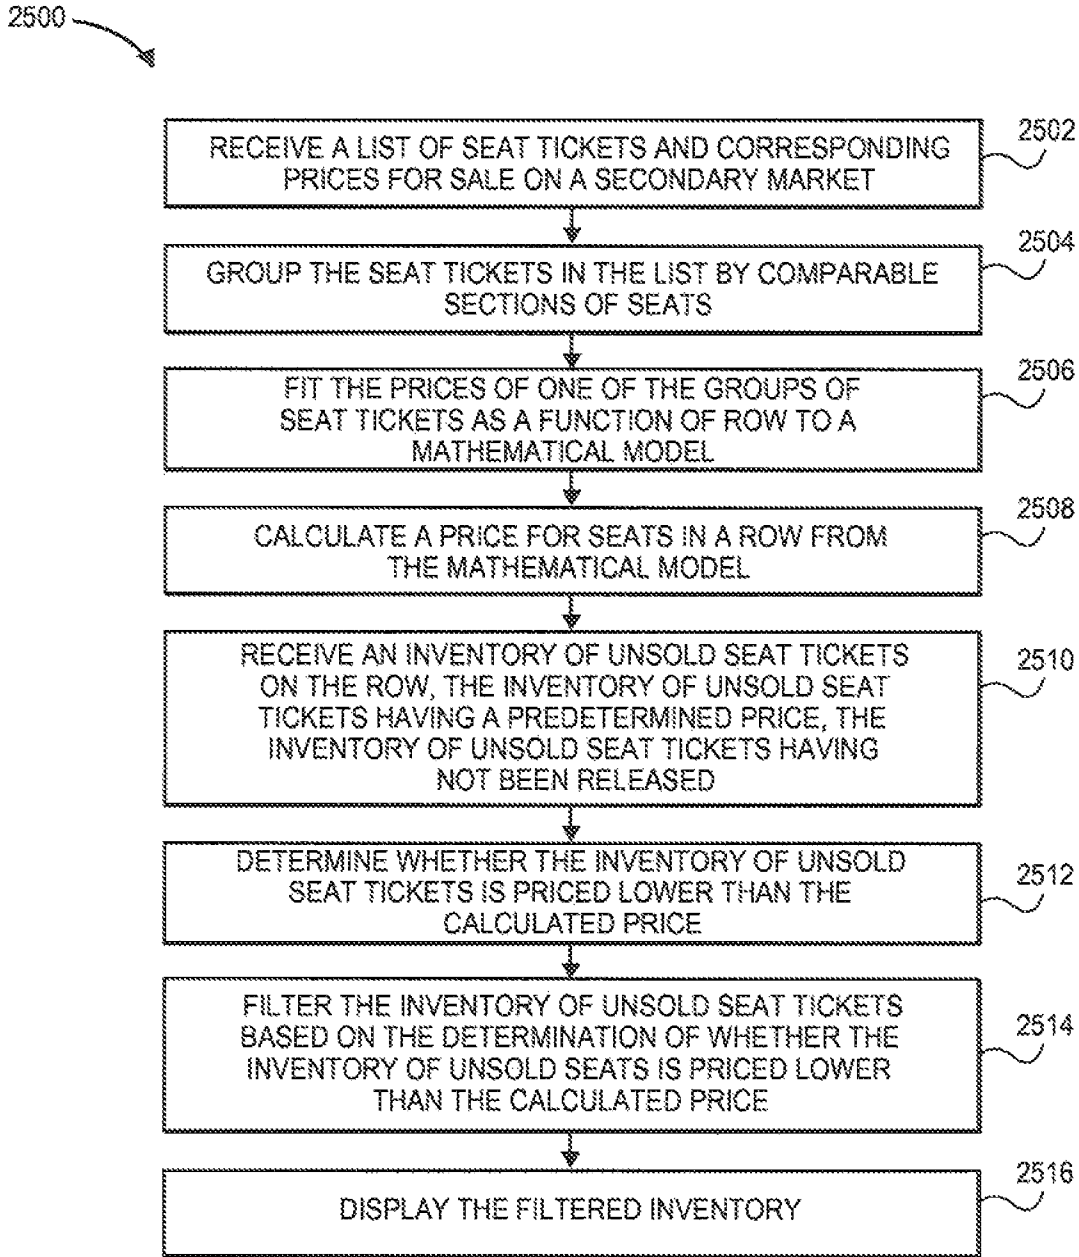 2500
RECEIVE A LIST OF SEAT TICKETS AND CORRESPONDING
PRICES FOR SALE ON A SECONDARY MARKET
2502
GROUP THE SEAT TICKETS IN THE LIST BY COMPARABLE
SECTIONS OF SEATS
2504
FIT THE PRICES OF ONE OF THE GROUPS OF
SEAT TICKETS AS A FUNCTION OF ROW TO A
MATHEMATICAL MODEL
2506
CALCULATE A PRICE FOR SEATS IN A ROW FROM
THE MATHEMATICAL MODEL
2508
RECEIVE AN INVENTORY OF UNSOLD SEAT TICKETS
ON THE ROW, THE INVENTORY OF UNSOLD SEAT
TICKETS HAVING A PREDETERMINED PRICE, THE
INVENTORY OF UNSOLD SEAT TICKETS HAVING
NOT BEEN RELEASED
2510
DETERMINE WHETHER THE INVENTORY OF UNSOLD
SEAT TICKETS IS PRICED LOWER THAN THE
CALCULATED PRICE
2512
FILTER THE INVENTORY OF UNSOLD SEAT TICKETS
BASED ON THE DETERMINATION OF WHETHER THE
INVENTORY OF UNSOLD SEATS IS PRICED LOWER
THAN THE CALCULATED PRICE
2514
DISPLAY THE FILTERED INVENTORY
2516